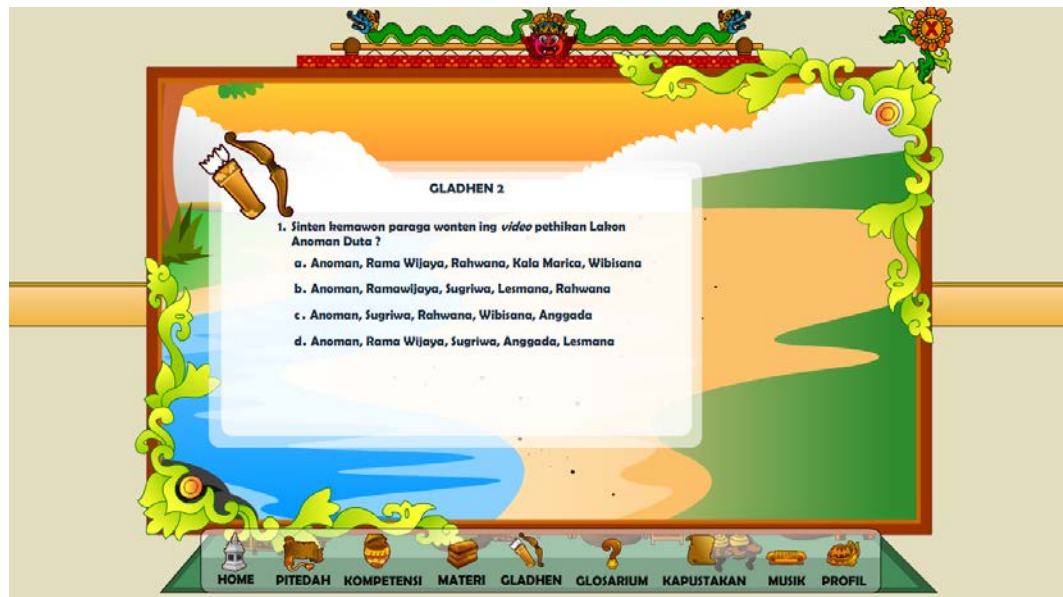 X
GLADHEN 2
1. Sinten kemawon paraga wonten ing video pethikan Lakon
Anoman Duta ?
a. Anoman, Rama Wijaya, Rahwana, Kala Marica, Wibisana
b. Anoman, Ramawijaya, Sugriwa, Lesmana, Rahwana
c. Anoman, Sugriwa, Rahwana, Wibisana, Anggada
d. Anoman, Rama Wijaya, Sugriwa, Anggada, Lesmana
HOME PITEDAH KOMPETENSI MATERI GLADHEN GLOSARIUM KAPUSTAKAN MUSIK PROFIL